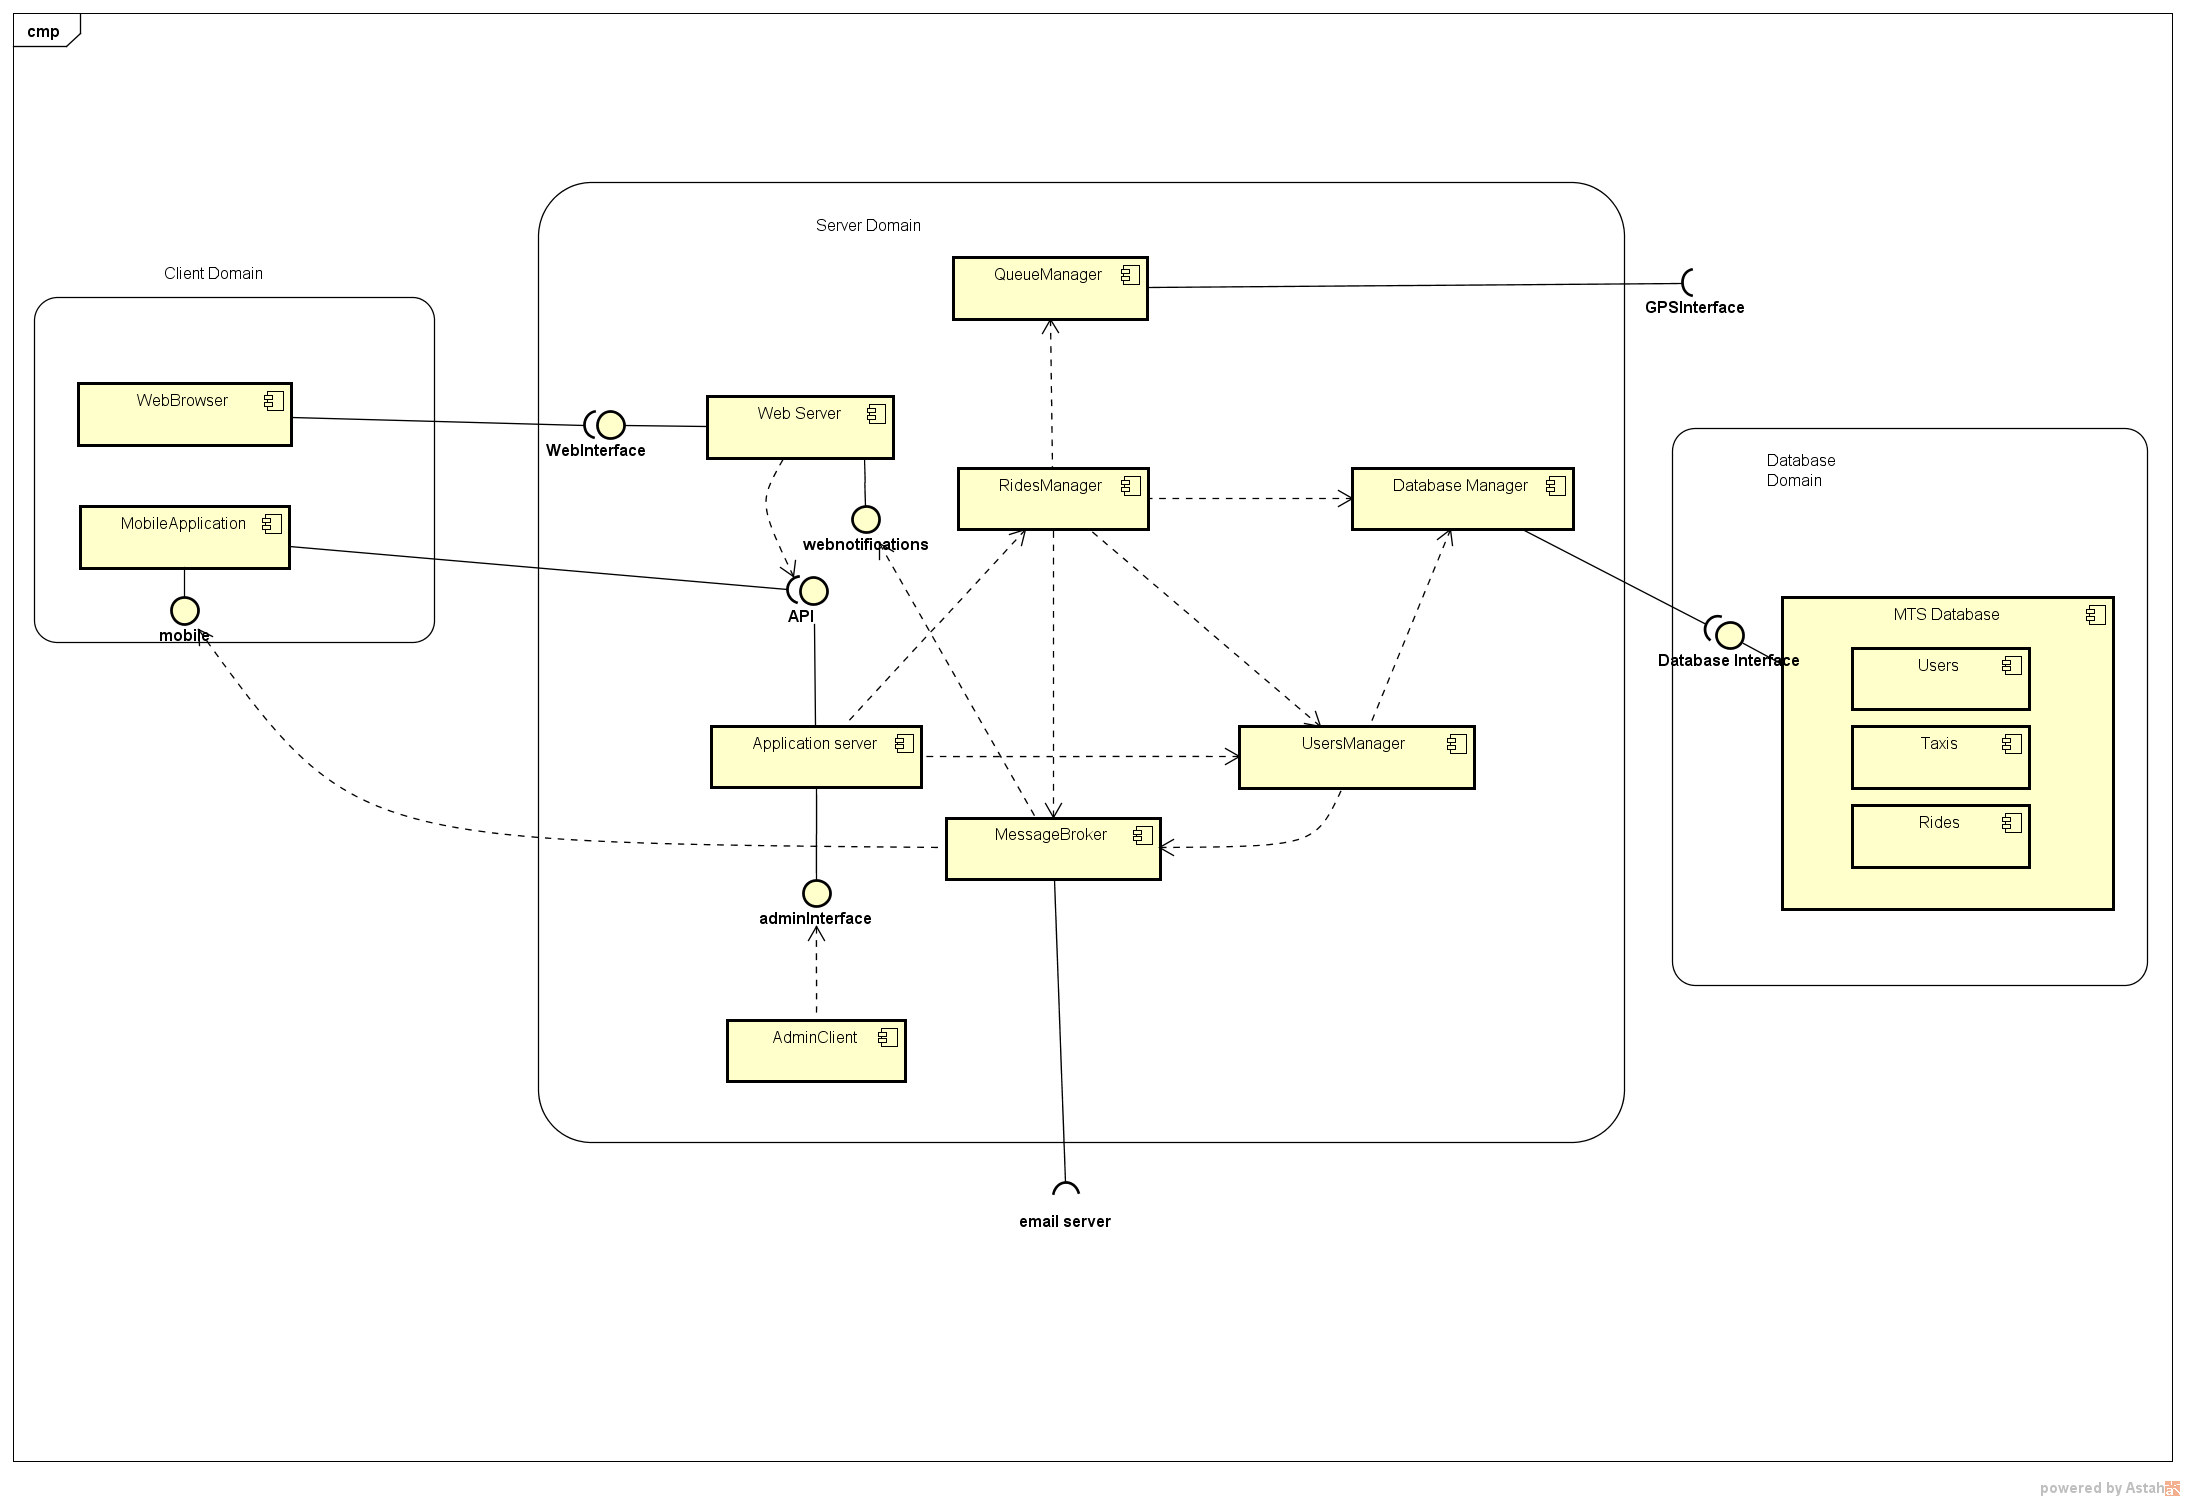 cmp
Server Domain
Client Domain
QueueManager
GPSInterface
WebBrowser
Web Server
WebInterface
Database
Domain
RidesManager
Database Manager
MobileApplication
webnotifications
API
mobile
MTS Database
Database Interface
Users
Application server
UsersManager
Taxis
MessageBroker
Rides
adminInterface
AdminClient
email server
powered by Astah